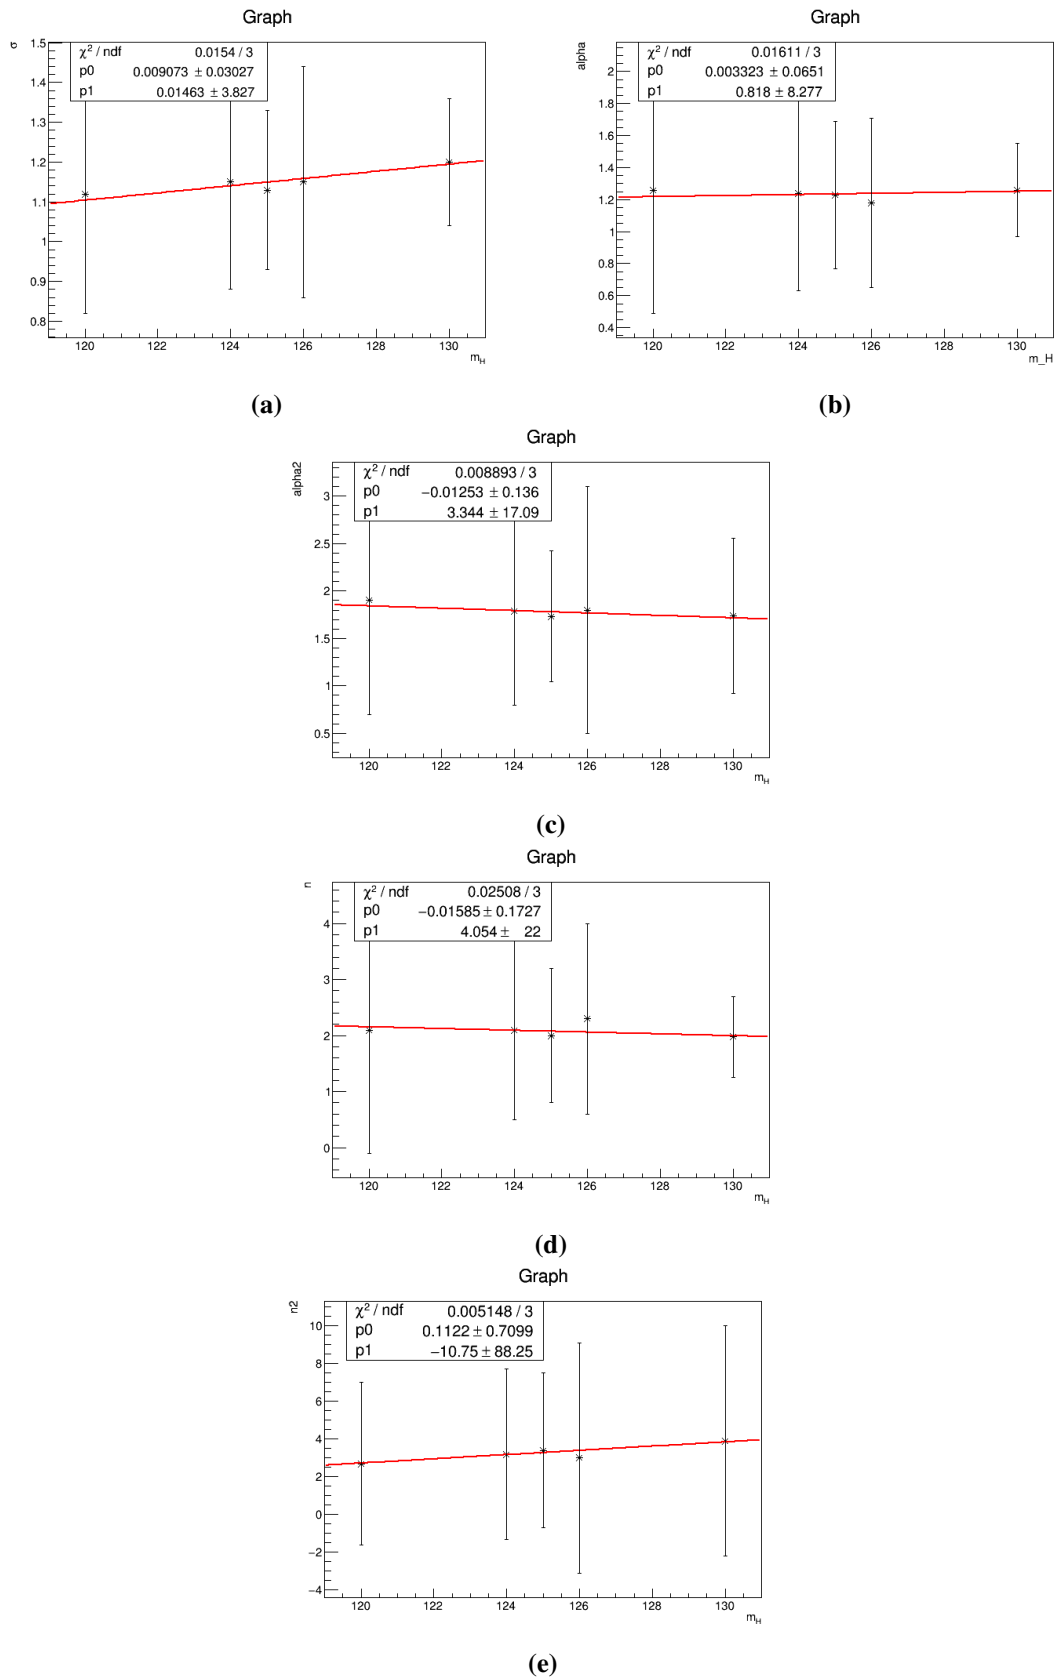 Graph
σ
χ² / ndf 0.0154 / 3
p0 0.009073 ± 0.03027
p1 0.01463 ± 3.827
1.5
1.4
1.3
1.2
1.1
1
0.9
0.8
120 122 124 126 128 130
m_H
(a)
Graph
alpha
χ² / ndf 0.01611 / 3
p0 0.003323 ± 0.0651
p1 0.818 ± 8.277
2
1.8
1.6
1.4
1.2
1
0.8
0.6
0.4
120 122 124 126 128 130
m_H
(b)
Graph
alpha2
χ² / ndf 0.008893 / 3
p0 −0.01253 ± 0.136
p1 3.344 ± 17.09
3
2.5
2
1.5
1
0.5
120 122 124 126 128 130
m_H
(c)
Graph
n
χ² / ndf 0.02508 / 3
p0 −0.01585 ± 0.1727
p1 4.054 ± 22
4
3
2
1
0
120 122 124 126 128 130
m_H
(d)
Graph
n2
χ² / ndf 0.005148 / 3
p0 0.1122 ± 0.7099
p1 −10.75 ± 88.25
10
8
6
4
2
0
−2
−4
120 122 124 126 128 130
m_H
(e)